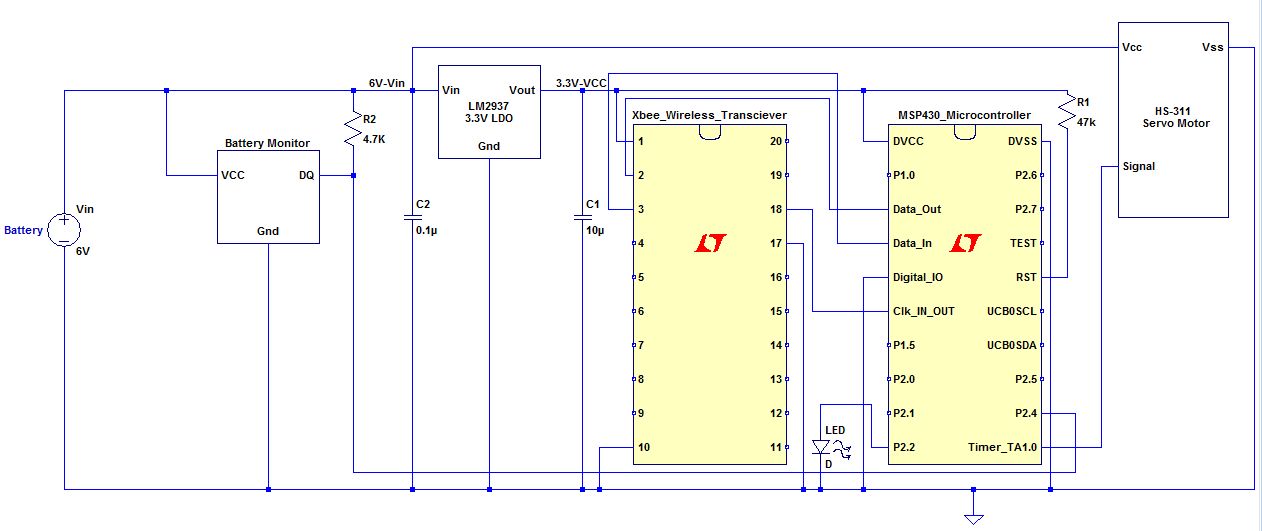 Vcc
Vss
HS-311
Servo Motor
Signal
6V-Vin
Vin
Vout
LM2937
3.3V LDO
Gnd
3.3V-VCC
R2
4.7K
R1
47k
Battery Monitor
VCC
DQ
Gnd
Battery
Vin
6V
C2
0.1µ
C1
10µ
Xbee_Wireless_Transciever
1
2
3
4
5
6
7
8
9
10
20
19
18
17
16
15
14
13
12
11
MSP430_Microcontroller
DVCC
P1.0
Data_Out
Data_In
Digital_IO
Clk_IN_OUT
P1.5
P2.0
P2.1
P2.2
DVSS
P2.6
P2.7
TEST
RST
UCB0SCL
UCB0SDA
P2.5
P2.4
Timer_TA1.0
LED
D